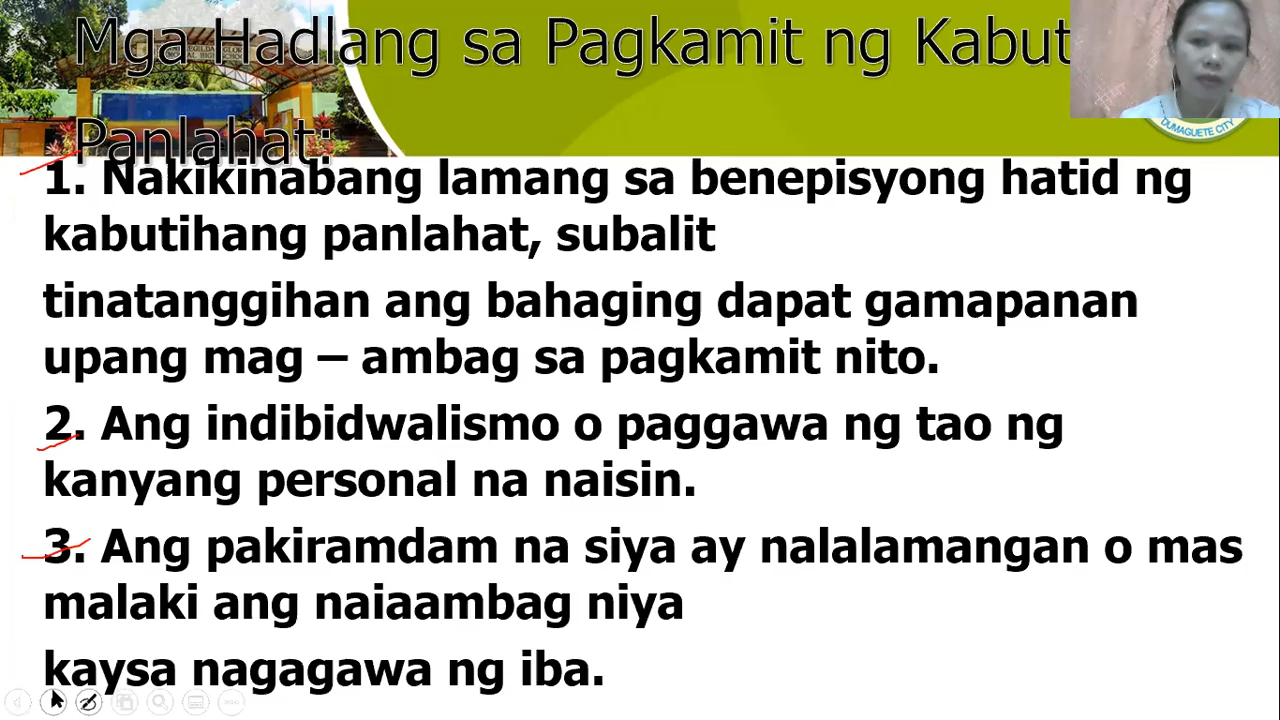 Mga Hadlang sa Pagkamit ng Kabut
Panlahat:
1. Nakikinabang lamang sa benepisyong hatid ng
kabutihang panlahat, subalit
tinatanggihan ang bahaging dapat gamapanan
upang mag – ambag sa pagkamit nito.
2. Ang indibidwalismo o paggawa ng tao ng
kanyang personal na naisin.
3. Ang pakiramdam na siya ay nalalamangan o mas
malaki ang naiaambag niya
kaysa nagagawa ng iba.
DUMAGUETE CITY